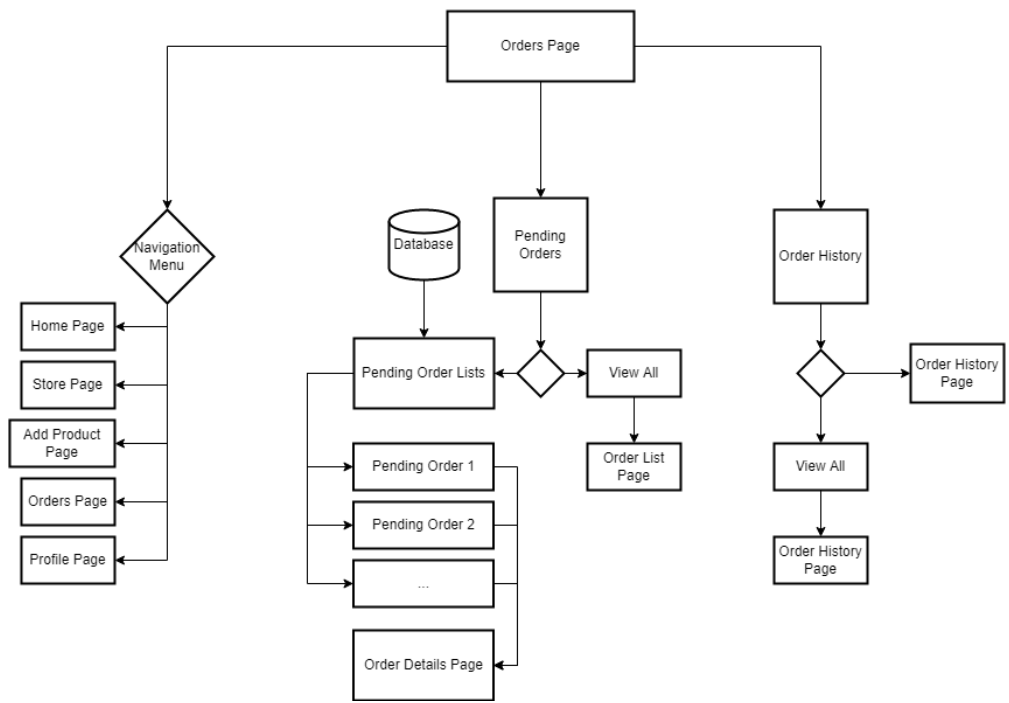 Orders Page
Navigation
Menu
Database
Pending
Orders
Order History
Home Page
Store Page
Add Product
Page
Orders Page
Profile Page
Pending Order Lists
View All
Order List
Page
Pending Order 1
Pending Order 2
...
Order Details Page
Order History
Page
View All
Order History
Page